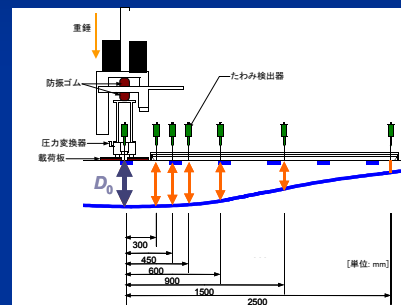 重錘
防振ゴム
たわみ検出器
圧力変換器
載荷板
D0
300
450
600
900
1500
2500
[単位: mm]